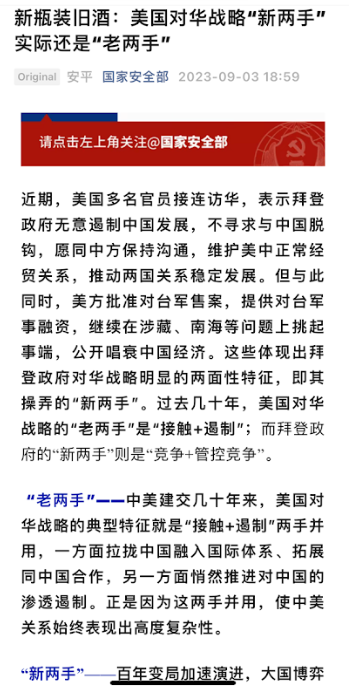 新瓶装旧酒：美国对华战略“新两手”
实际还是“老两手”
Original 安平 国家安全部 2023-09-03 18:59
请点击左上角关注@国家安全部
近期，美国多名官员接连访华，表示拜登
政府无意遏制中国发展，不寻求与中国脱
钩，愿同中方保持沟通，维护美中正常经
贸关系，推动两国关系稳定发展。但与此
同时，美方批准对台军售案，提供对台军
事融资，继续在涉藏、南海等问题上挑起
事端，公开唱衰中国经济。这些体现出拜
登政府对华战略明显的两面性特征，即其
操弄的“新两手”。过去几十年，美国对华
战略的“老两手”是“接触+遏制”；而拜登政
府的“新两手”则是“竞争+管控竞争”。
“老两手”——中美建交几十年来，美国对
华战略的典型特征就是“接触+遏制”两手并
用，一方面拉拢中国融入国际体系、拓展
同中国合作，另一方面悄然推进对中国的
渗透遏制。正是因为这两手并用，使中美
关系始终表现出高度复杂性。
“新两手”——百年变局加速演进，大国博弈